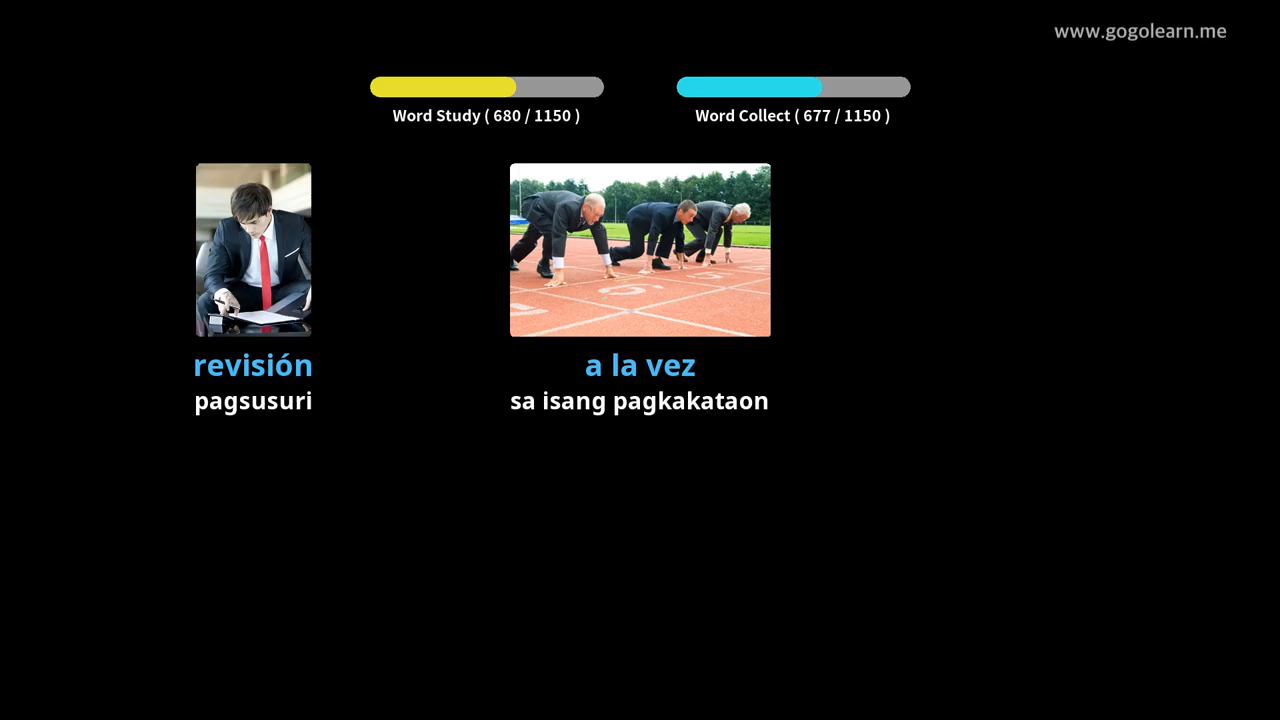 www.gogolearn.me
Word Study ( 680 / 1150 )
Word Collect ( 677 / 1150 )
revisión
pagsusuri
a la vez
sa isang pagkakataon